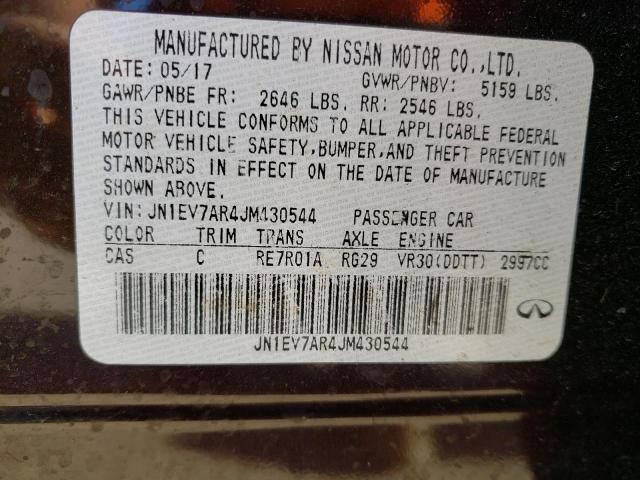 MANUFACTURED BY NISSAN MOTOR CO.,LTD.
DATE: 05/17 GVWR/PNBV: 5159 LBS.
GAWR/PNBE FR: 2646 LBS. RR: 2546 LBS.
THIS VEHICLE CONFORMS TO ALL APPLICABLE FEDERAL
MOTOR VEHICLE SAFETY,BUMPER,AND THEFT PREVENTION
STANDARDS IN EFFECT ON THE DATE OF MANUFACTURE
SHOWN ABOVE.
VIN: JN1EV7AR4JM430544 PASSENGER CAR
COLOR TRIM TRANS AXLE ENGINE
CAS C RE7R01A RG29 VR30(DDTT) 2997CC
JN1EV7AR4JM430544